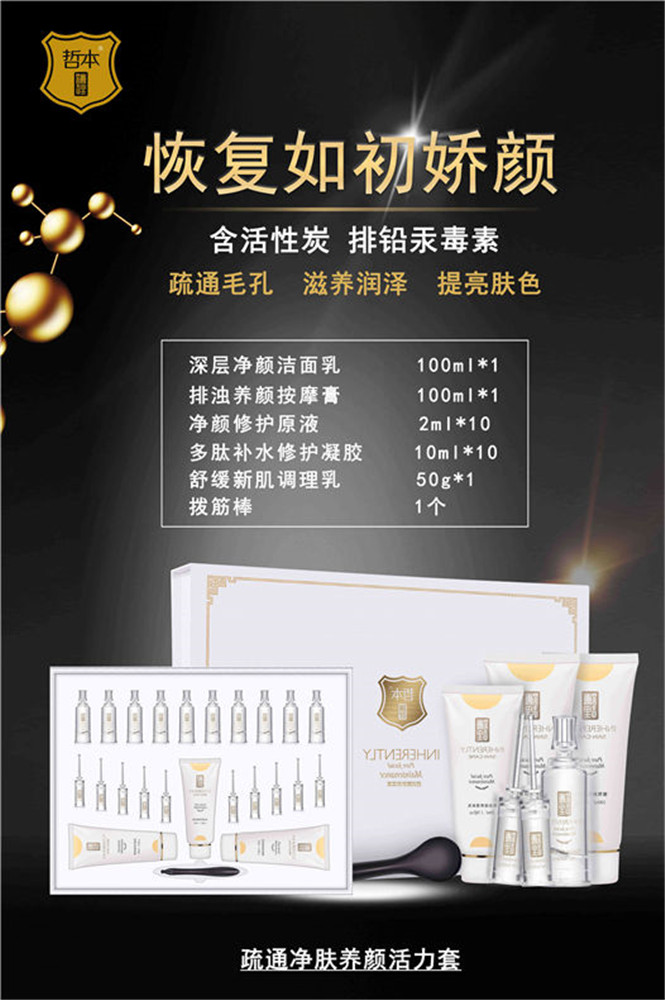 哲本
恢复如初娇颜
含活性炭 排铅汞毒素
疏通毛孔 滋养润泽 提亮肤色
深层净颜洁面乳 100ml*1
排浊养颜按摩膏 100ml*1
净颜修护原液 2ml*10
多肽补水修护凝胶 10ml*10
舒缓新肌调理乳 50g*1
拨筋棒 1个
哲本
INHERENTLY
Pure facial
Maintenance
INHERENTLY
疏通净肤养颜活力套